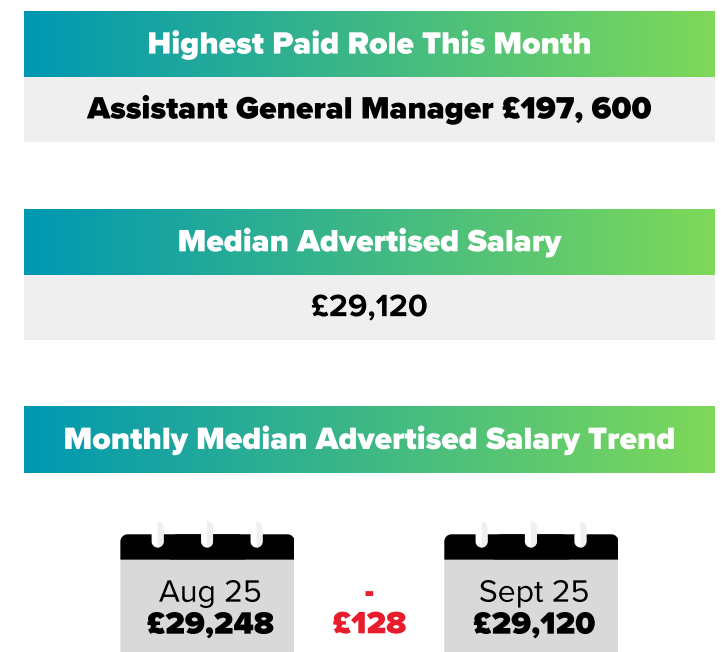 Highest Paid Role This Month
Assistant General Manager £197, 600
Median Advertised Salary
£29,120
Monthly Median Advertised Salary Trend
Aug 25
£29,248
-
£128
Sept 25
£29,120